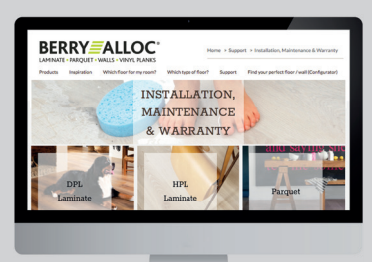 BERRY ALLOC®
LAMINATE • PARQUET • WALLS • VINYL PLANKS
Home > Support > Installation, Maintenance & Warranty
Products Inspiration Which floor for my room? Which type of floor? Support Find your perfect floor / wall (Configurator)
INSTALLATION,
MAINTENANCE
& WARRANTY
and saying
DPL
Laminate
HPL
Laminate
Parquet